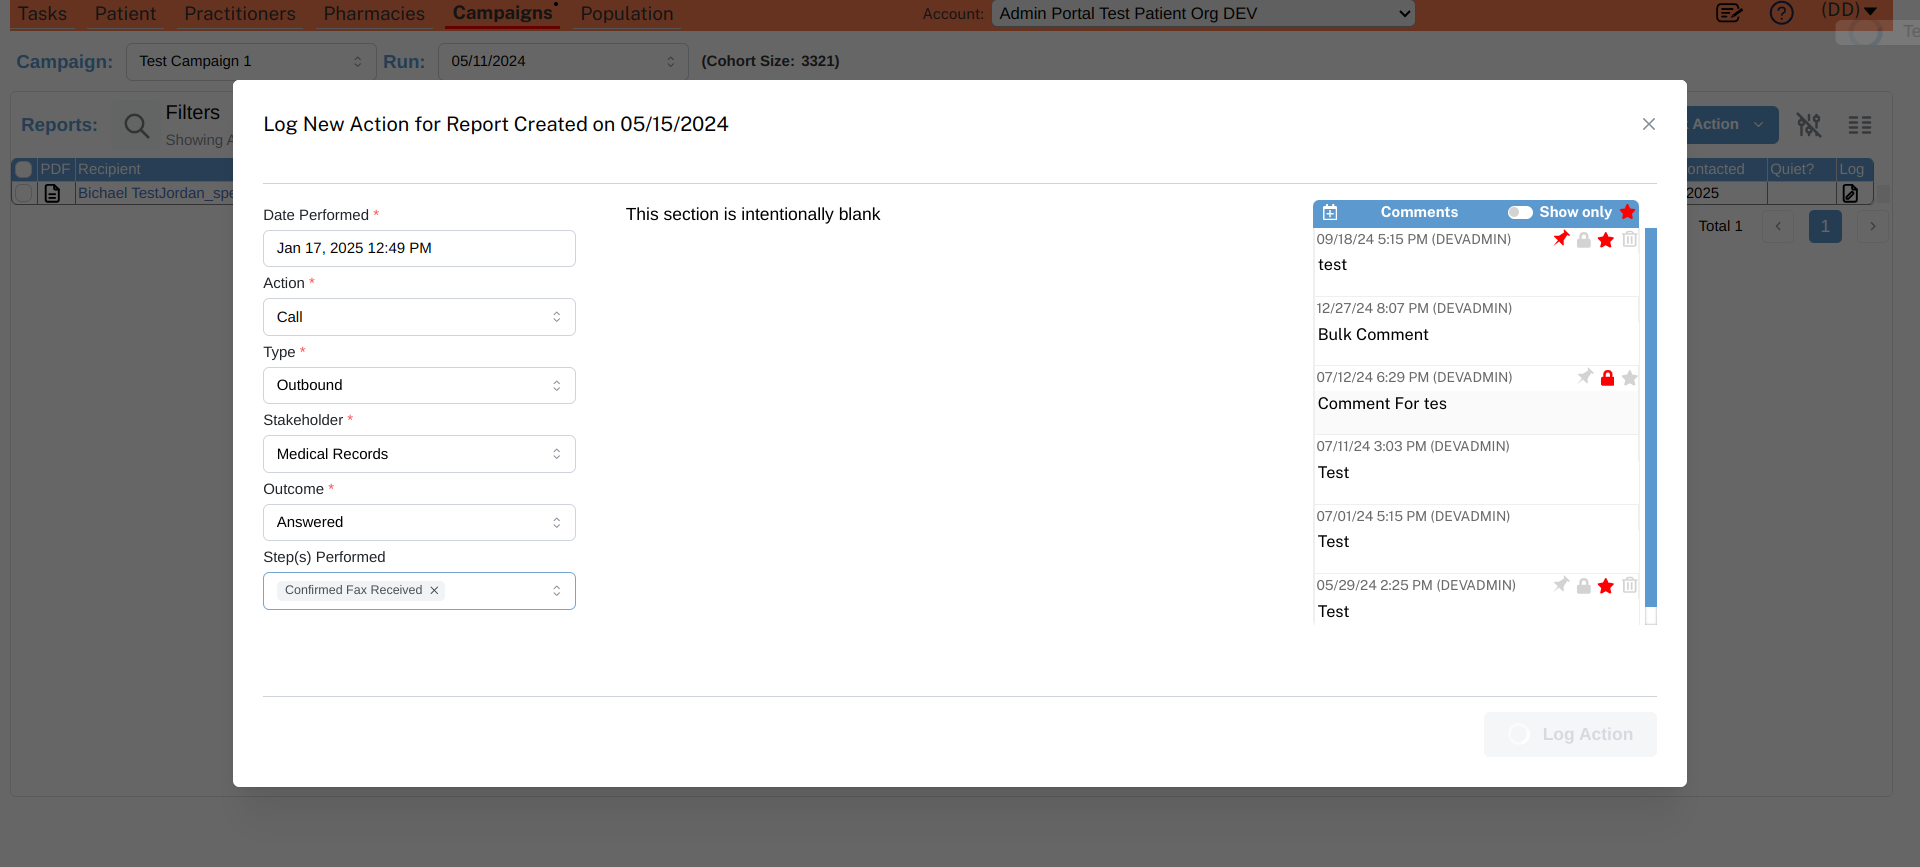 Tasks Patient Practitioners Pharmacies Campaigns Population Account: Admin Portal Test Patient Org DEV (DD)
Campaign: Test Campaign 1 Run: 05/11/2024 (Cohort Size: 3321)
Reports: Filters
Showing
Action
PDF Recipient Quiet? Log
Bichael 2025
Total 1 1
Log New Action for Report Created on 05/15/2024
Date Performed *
Jan 17, 2025 12:49 PM
Action *
Call
Type *
Outbound
Stakeholder *
Medical Records
Outcome *
Answered
Step(s) Performed
Confirmed Fax Received
This section is intentionally blank
Comments Show only
09/18/24 5:15 PM (DEVADMIN)
test
12/27/24 8:07 PM (DEVADMIN)
Bulk Comment
07/12/24 6:29 PM (DEVADMIN)
Comment For tes
07/11/24 3:03 PM (DEVADMIN)
Test
07/01/24 5:15 PM (DEVADMIN)
Test
05/29/24 2:25 PM (DEVADMIN)
Test
Log Action